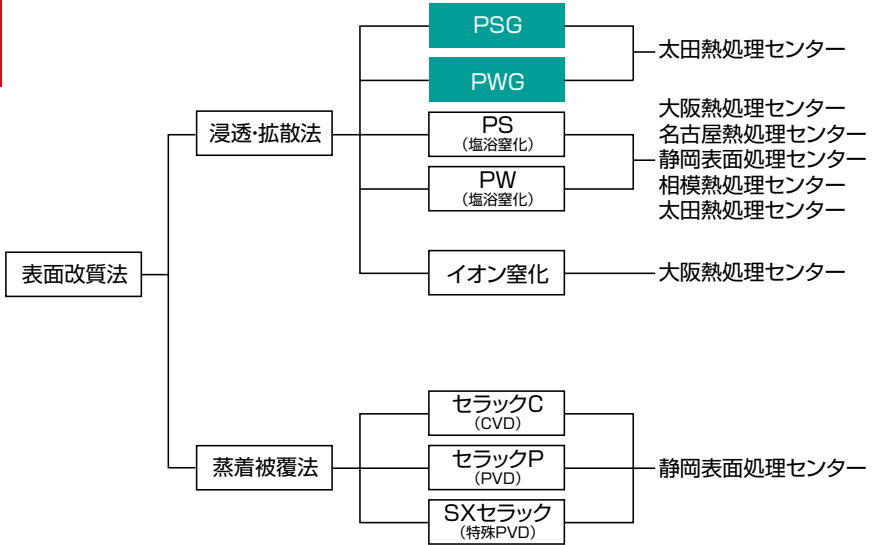 表面改質法
浸透・拡散法
PSG
PWG
太田熱処理センター
PS
(塩浴窒化)
PW
(塩浴窒化)
大阪熱処理センター
名古屋熱処理センター
静岡表面処理センター
相模熱処理センター
太田熱処理センター
イオン窒化
大阪熱処理センター
蒸着被覆法
セラックC
(CVD)
セラックP
(PVD)
SXセラック
(特殊PVD)
静岡表面処理センター